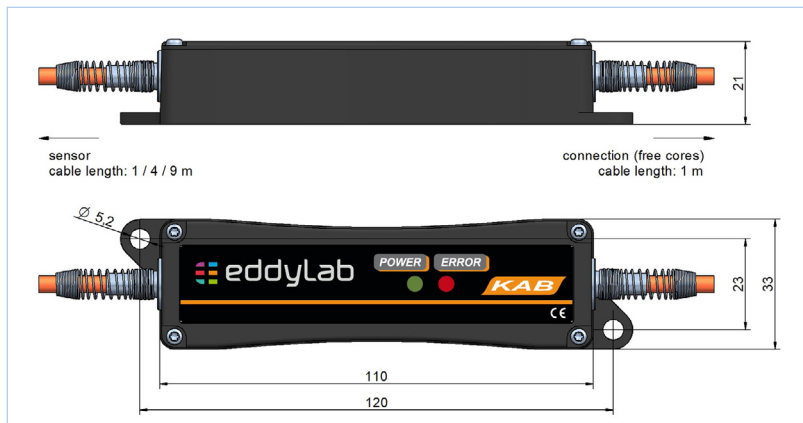 21
sensor
cable length: 1 / 4 / 9 m
connection (free cores)
cable length: 1 m
Ø 5,2
eddylab
POWER ERROR
KAB
CE
23
33
110
120